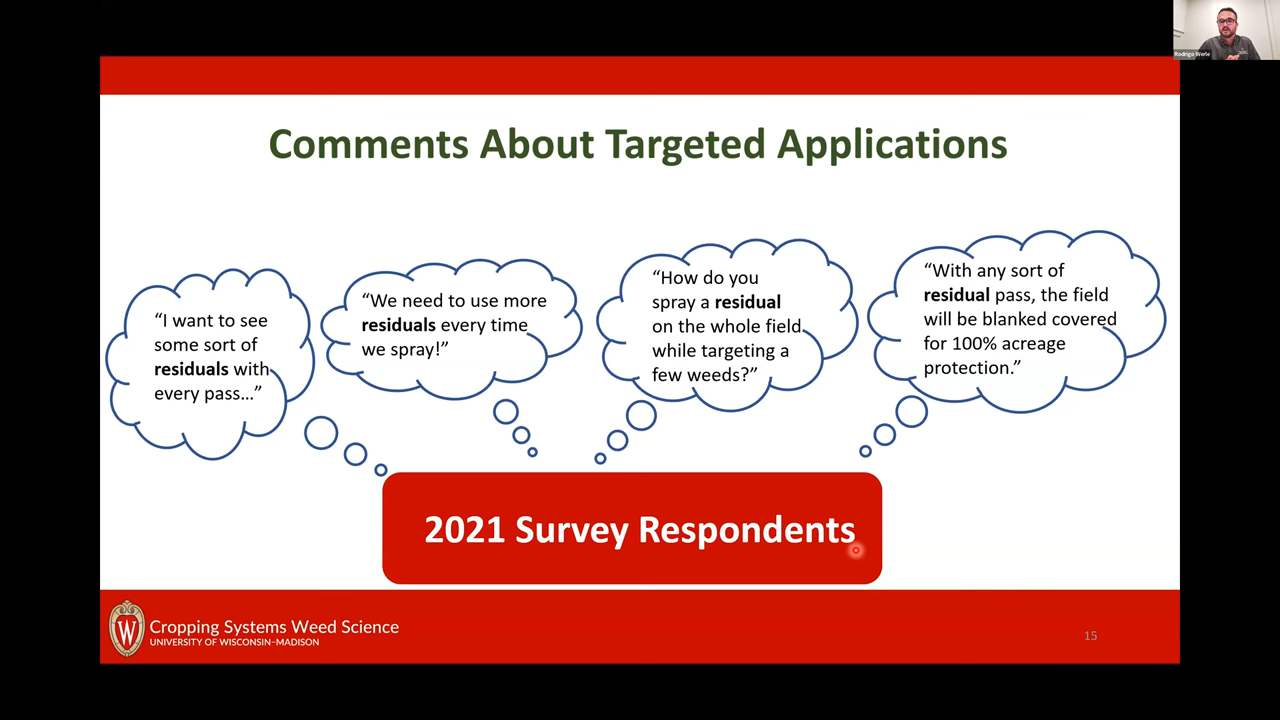 Rodrigo Werle
Comments About Targeted Applications
“I want to see
some sort of
residuals with
every pass…”
“We need to use more
residuals every time
we spray!”
“How do you
spray a residual
on the whole field
while targeting a
few weeds?”
“With any sort of
residual pass, the field
will be blanked covered
for 100% acreage
protection.”
2021 Survey Respondents
W
Cropping Systems Weed Science
UNIVERSITY OF WISCONSIN–MADISON
15